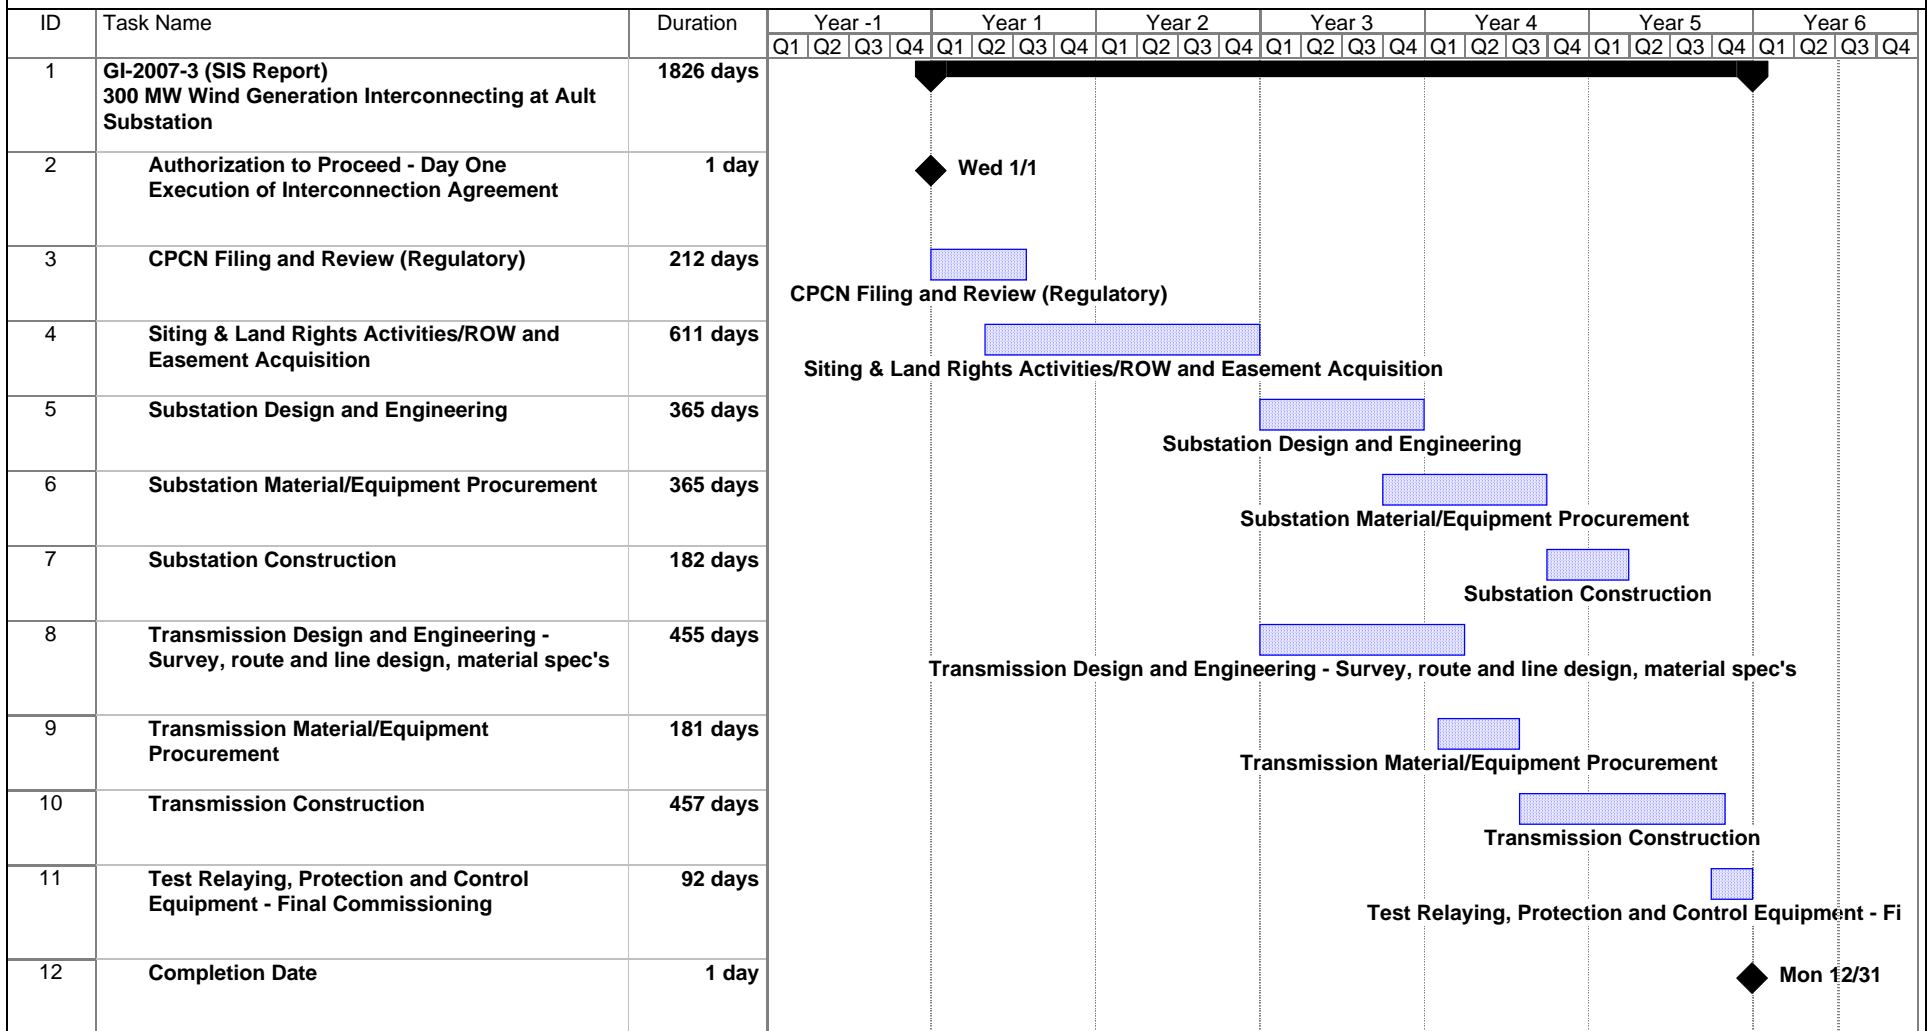 ID Task Name Duration Year -1 Year 1 Year 2 Year 3 Year 4 Year 5 Year 6
Q1 Q2 Q3 Q4 Q1 Q2 Q3 Q4 Q1 Q2 Q3 Q4 Q1 Q2 Q3 Q4 Q1 Q2 Q3 Q4 Q1 Q2 Q3 Q4 Q1 Q2 Q3 Q4
1 GI-2007-3 (SIS Report) 1826 days
300 MW Wind Generation Interconnecting at Ault
Substation
2 Authorization to Proceed - Day One 1 day Wed 1/1
Execution of Interconnection Agreement
3 CPCN Filing and Review (Regulatory) 212 days
CPCN Filing and Review (Regulatory)
4 Siting & Land Rights Activities/ROW and 611 days
Easement Acquisition
Siting & Land Rights Activities/ROW and Easement Acquisition
5 Substation Design and Engineering 365 days
Substation Design and Engineering
6 Substation Material/Equipment Procurement 365 days
Substation Material/Equipment Procurement
7 Substation Construction 182 days
Substation Construction
8 Transmission Design and Engineering - 455 days
Survey, route and line design, material spec's
Transmission Design and Engineering - Survey, route and line design, material spec's
9 Transmission Material/Equipment 181 days
Procurement
Transmission Material/Equipment Procurement
10 Transmission Construction 457 days
Transmission Construction
11 Test Relaying, Protection and Control 92 days
Equipment - Final Commissioning
Test Relaying, Protection and Control Equipment - Fi
12 Completion Date 1 day Mon 12/31